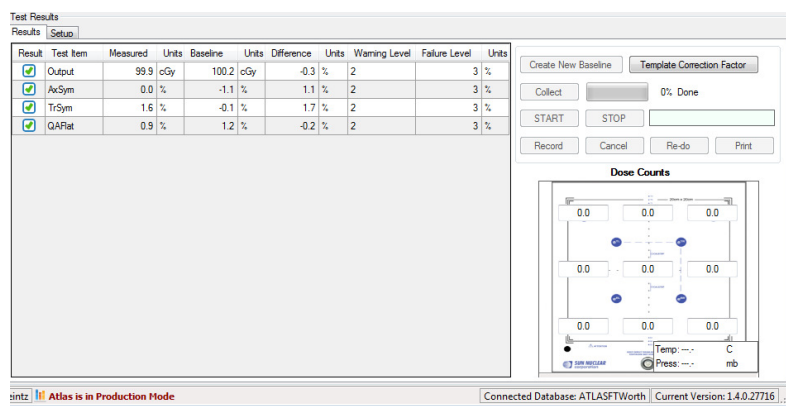 Test Results
Results Setup
Result Test Item Measured Units Baseline Units Difference Units Warning Level Failure Level Units
Output 99.9 cGy 100.2 cGy -0.3 % 2 3 %
AxSym 0.0 % -1.1 % 1.1 % 2 3 %
TrSym 1.6 % -0.1 % 1.7 % 2 3 %
QAFlat 0.9 % 1.2 % -0.2 % 2 3 %
Create New Baseline Template Correction Factor
Collect 0% Done
START STOP
Record Cancel Re-do Print
Dose Counts
0.0 0.0 0.0
0.0 0.0 0.0
0.0 0.0 0.0
Temp: ---.- C
SUN NUCLEAR
corporation
Press: ---.- mb
eintz Atlas is in Production Mode Connected Database: ATLASFTWorth Current Version: 1.4.0.27716